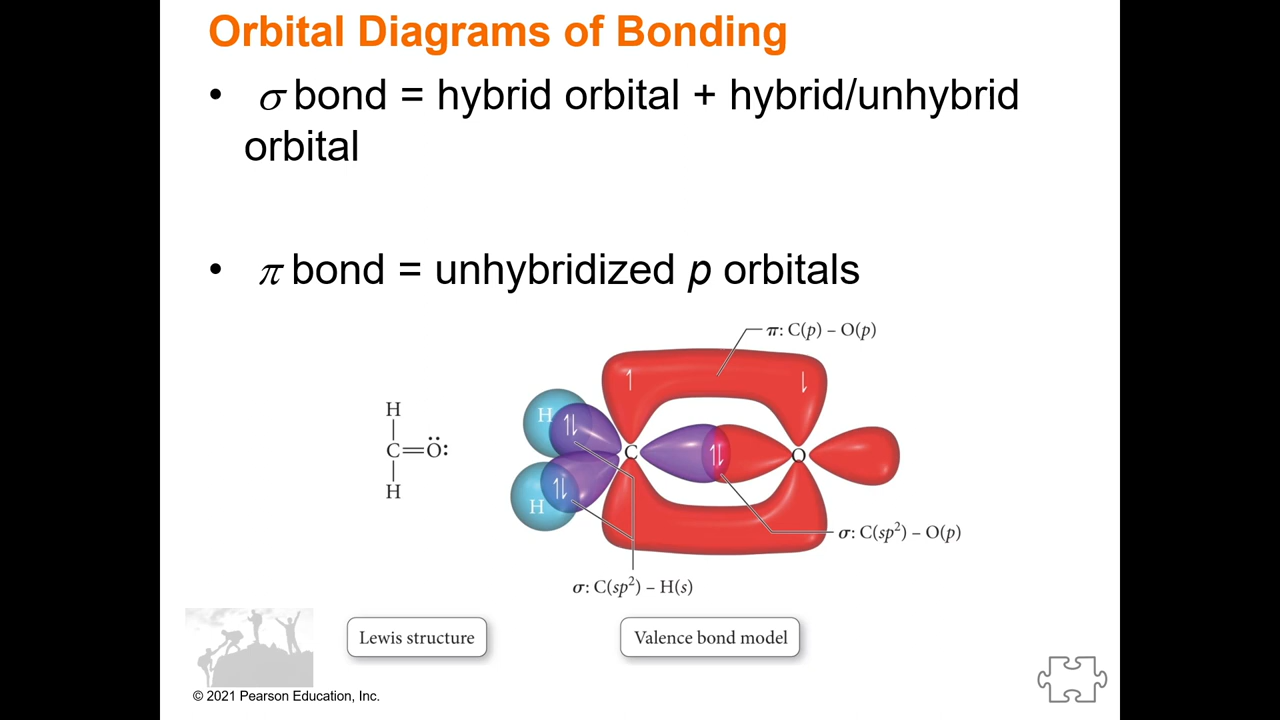 Orbital Diagrams of Bonding
• σ bond = hybrid orbital + hybrid/unhybrid
orbital
• π bond = unhybridized p orbitals
π: C(p) – O(p)
H
C=Ö:
H
H
H
C
O
σ: C(sp²) – O(p)
σ: C(sp²) – H(s)
Lewis structure
Valence bond model
© 2021 Pearson Education, Inc.